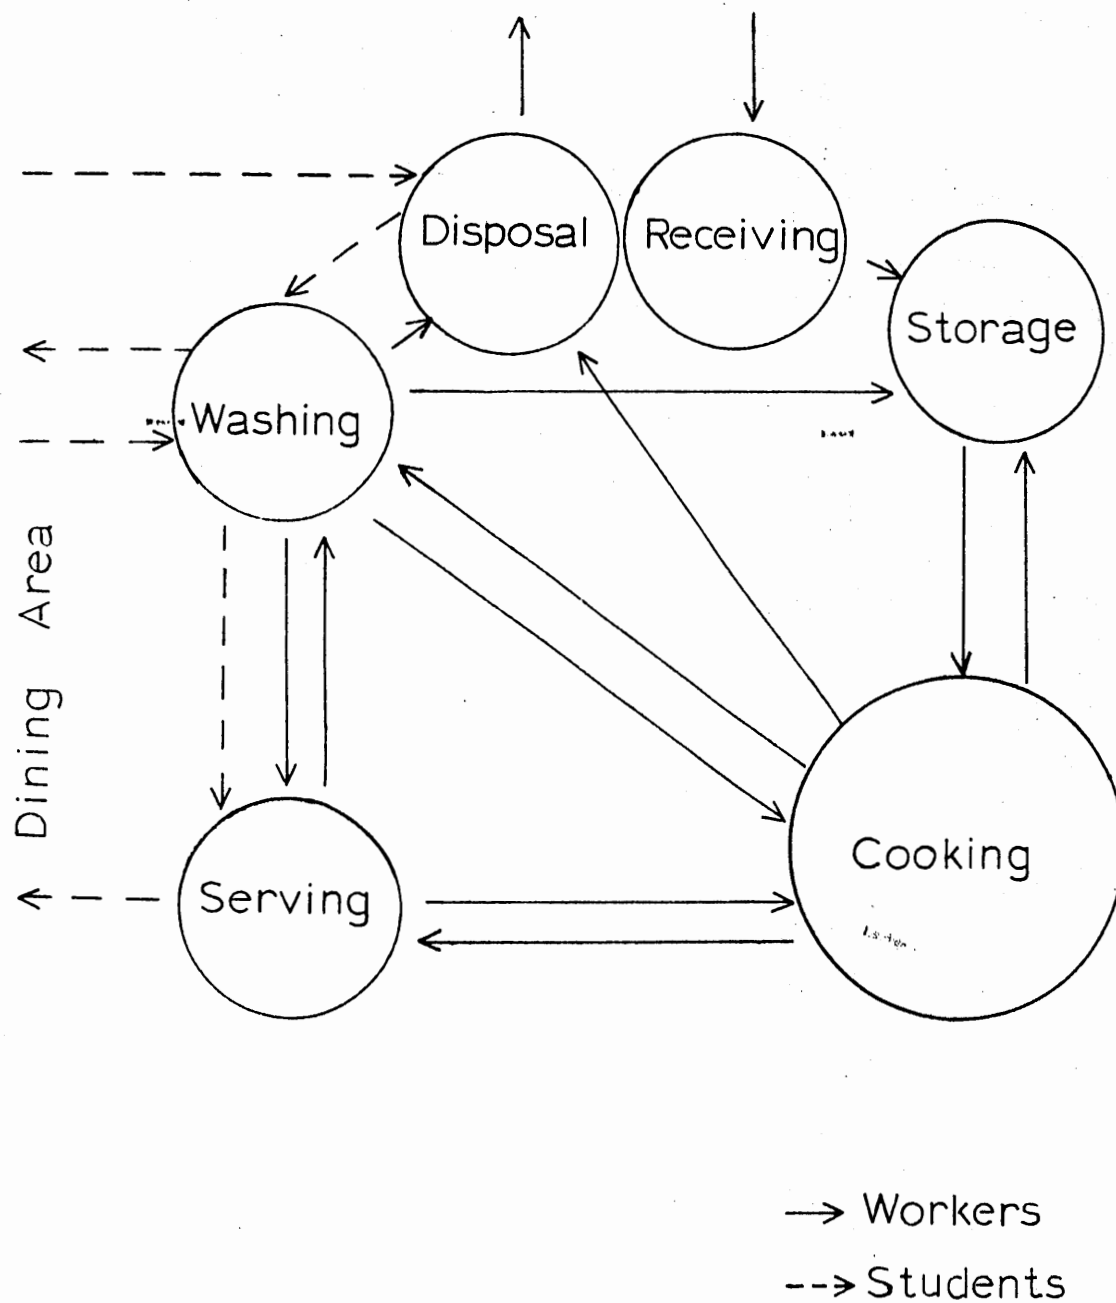 Disposal
Receiving
Storage
Washing
Dining Area
Cooking
Serving
Workers
Students